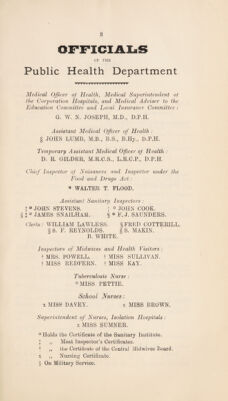 3
OFFICIALS
OF THE
Public Health Department
Medical Officer of Health, Medical Superintendent of
the Corporation Hospitals, and Medical Adviser to the
Education Committee and Local Insurance Committee :
G. W. N. JOSEPH, M.D., D.P.H.
Assistant Medical Officer of Health :
§ JOHN LUMB, M.B., B.S., B.Hy., D.P.H.
Temporary Assistant Medical Officer of Health :
D. R. GILDER, M.R.C.S., L.R.C.P., D.P.H.
Chief Inspector of Nuisances and Inspector under the
Food and Drugs Act :
* WALTER T. FLOOD.
Assistant Sanitary Inspectors :
‡ * JOHN STEVENS. ‡ * JOHN COOK.
§ ‡ * JAMES SNAILHAM. § * F. J. SAUNDERS.
Clerks : WILLIAM LAWLESS. § FRED COTTERILL.
§ S. F. REYNOLDS. § S. MAKIN.
D. WHITE.
Inspectors of Midwives and Health Visitors :
† MRS. POWELL. † MISS SULLIVAN.
† MISS REDFERN. † MISS KAY.
Tuberculosis Nurse :
* MISS PETTIE.
School Nurses :
x MISS DAVEY. x MISS BROWN.
Superintendent of Nurses, Isolation Hospitals :
x MISS SUMNER.
* Holds the Certificate of the Sanitary Institute.
‡ ,, Meat Inspector's Certificates.
† ,, the Certificate of the Central Midwives Board.
x ,, Nursing Certificate.
§ On Military Service.